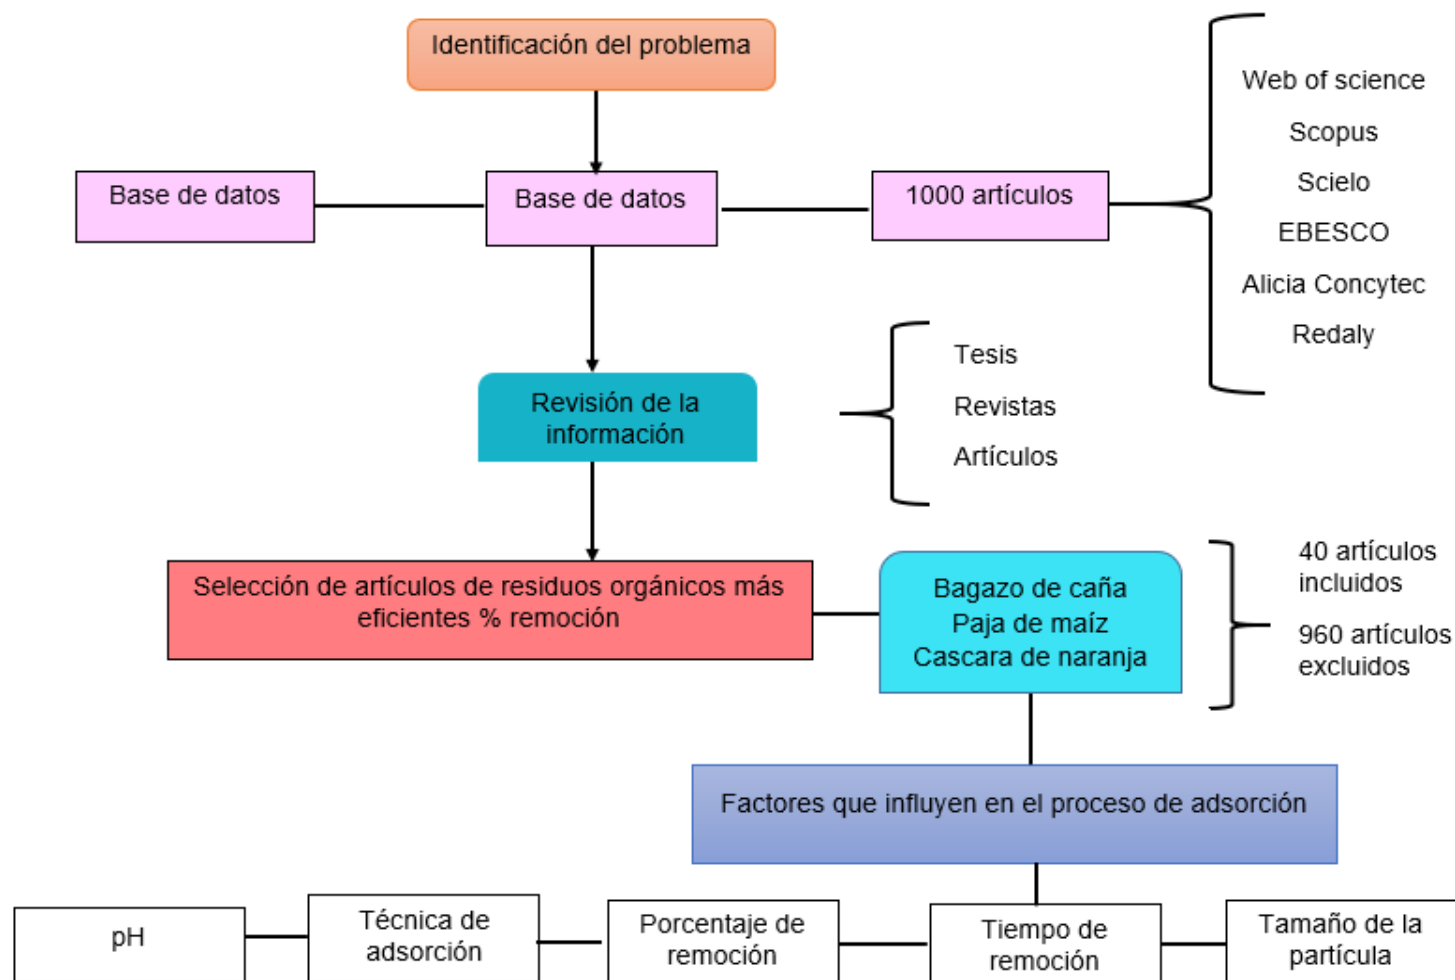 Identificación del problema
Base de datos
Base de datos
1000 artículos
Web of science
Scopus
Scielo
EBESCO
Alicia Concytec
Redaly
Revisión de la
información
Tesis
Revistas
Artículos
Selección de artículos de residuos orgánicos más
eficientes % remoción
Bagazo de caña
Paja de maíz
Cascara de naranja
40 artículos
incluidos
960 artículos
excluidos
Factores que influyen en el proceso de adsorción
pH
Técnica de
adsorción
Porcentaje de
remoción
Tiempo de
remoción
Tamaño de la
partícula